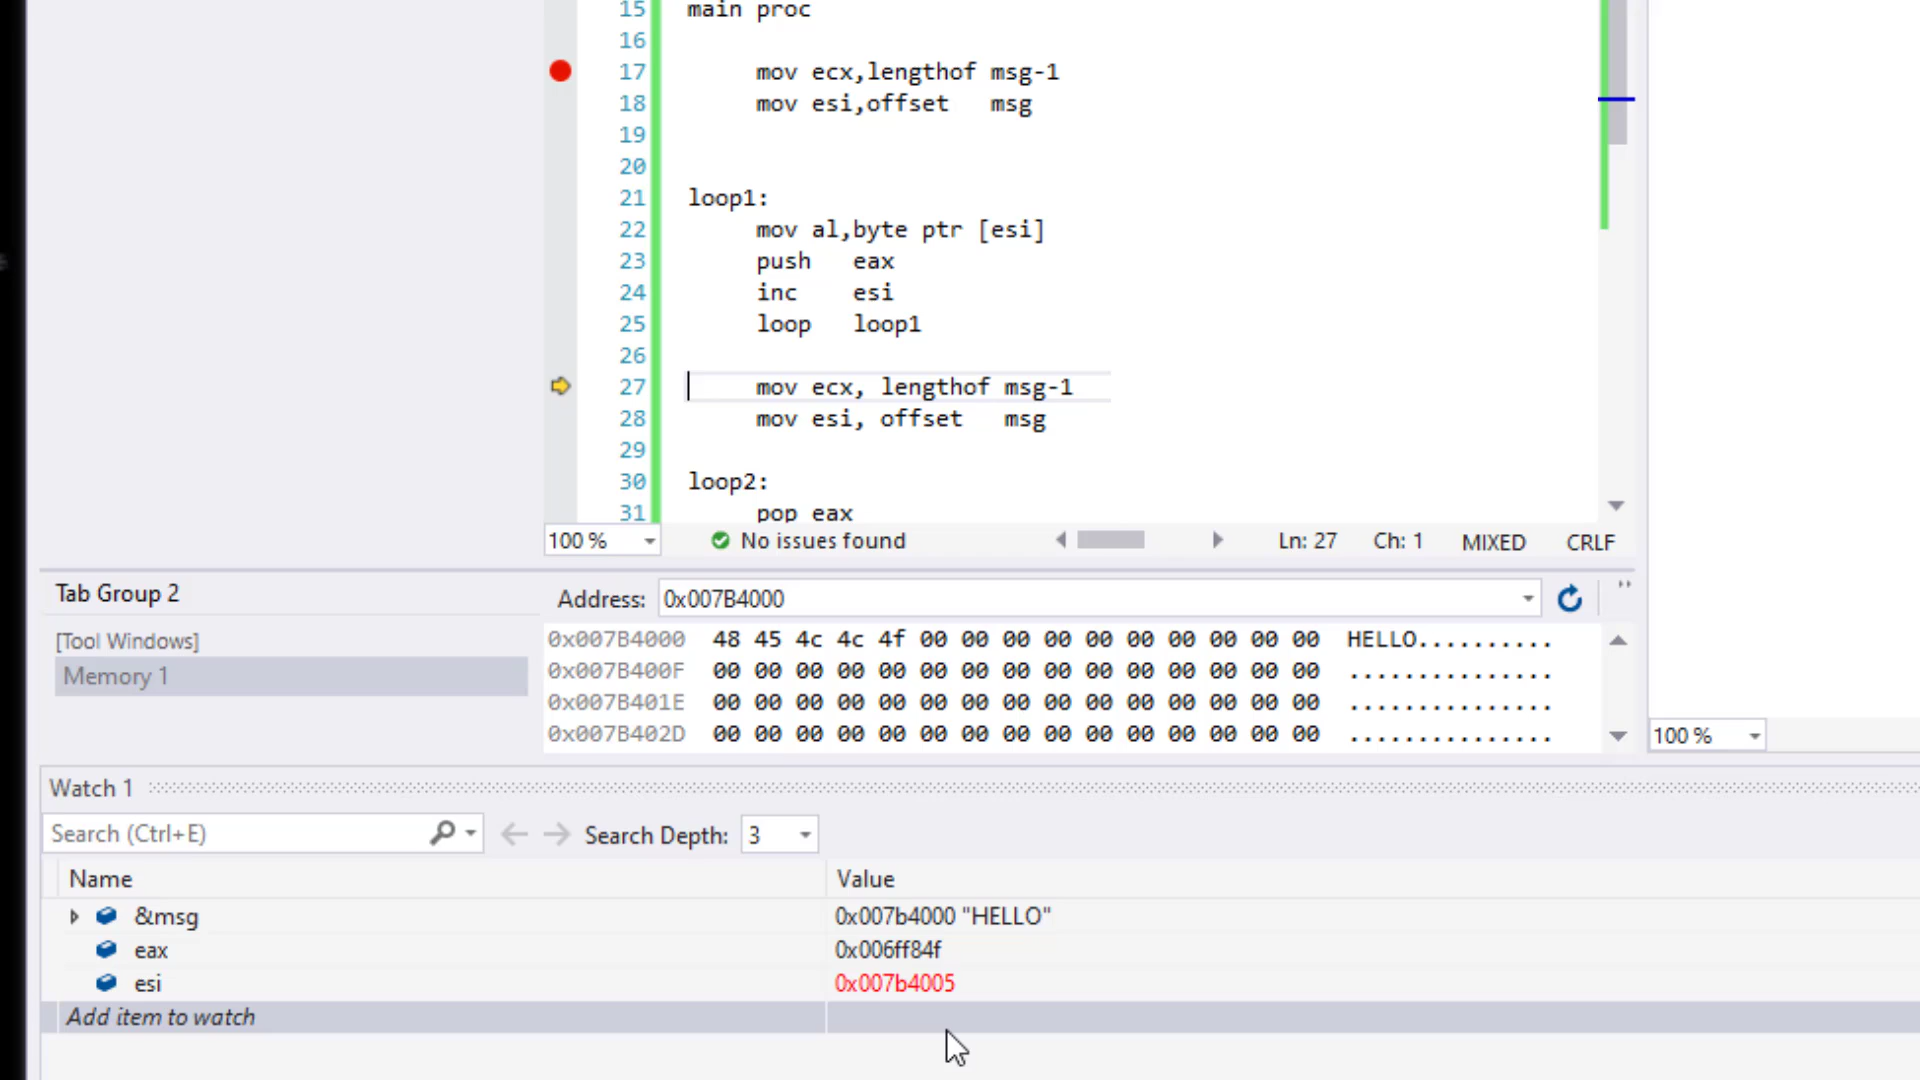 15 main proc
16
17 mov ecx,lengthof msg-1
18 mov esi,offset   msg
19
20
21 loop1:
22 mov al,byte ptr [esi]
23 push   eax
24 inc    esi
25 loop   loop1
26
27 mov ecx, lengthof msg-1
28 mov esi, offset   msg
29
30 loop2:
31 pop eax
100 % No issues found Ln: 27 Ch: 1 MIXED CRLF
Tab Group 2
[Tool Windows]
Memory 1
Address: 0x007B4000
0x007B4000 48 45 4c 4c 4f 00 00 00 00 00 00 00 00 00 00 HELLO..........
0x007B400F 00 00 00 00 00 00 00 00 00 00 00 00 00 00 00 ...............
0x007B401E 00 00 00 00 00 00 00 00 00 00 00 00 00 00 00 ...............
0x007B402D 00 00 00 00 00 00 00 00 00 00 00 00 00 00 00 ...............
100 %
Watch 1
Search (Ctrl+E) Search Depth: 3
Name Value
&msg 0x007b4000 "HELLO"
eax 0x006ff84f
esi 0x007b4005
Add item to watch